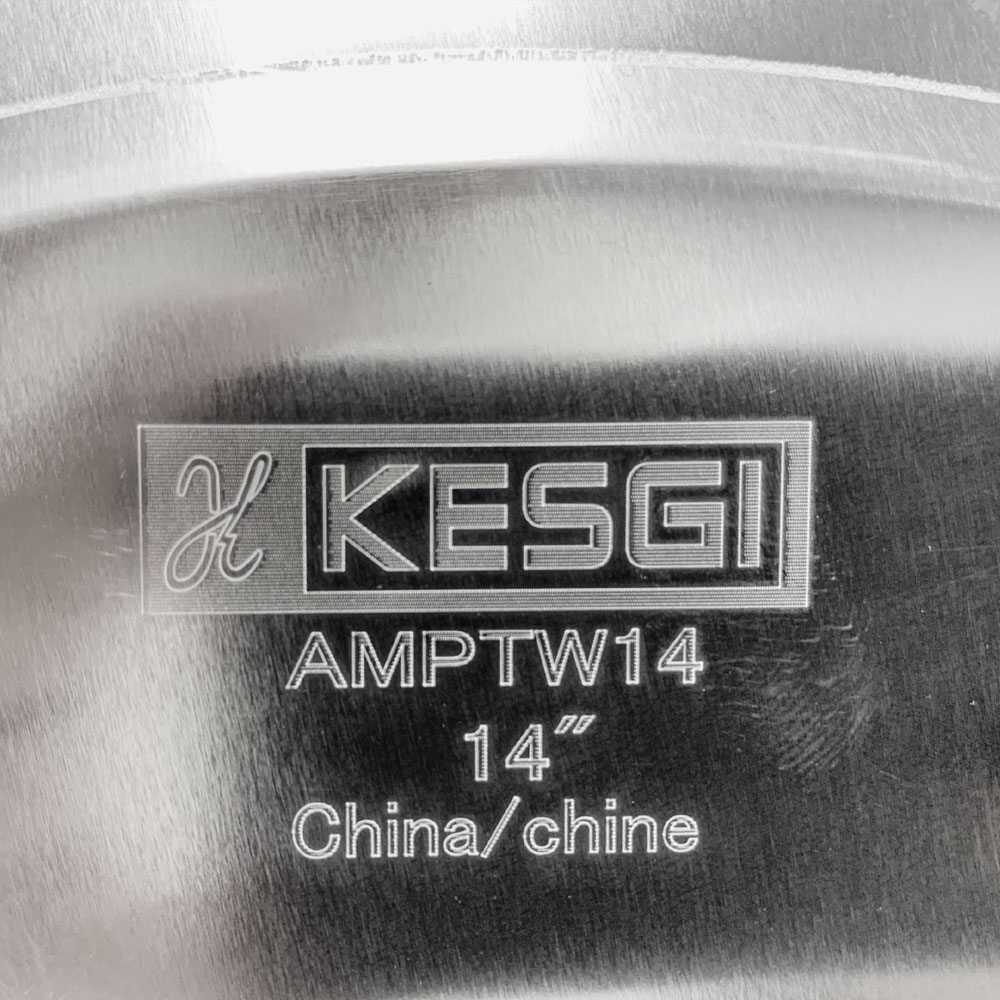 KESGI
AMPTW14
14"
China/chine